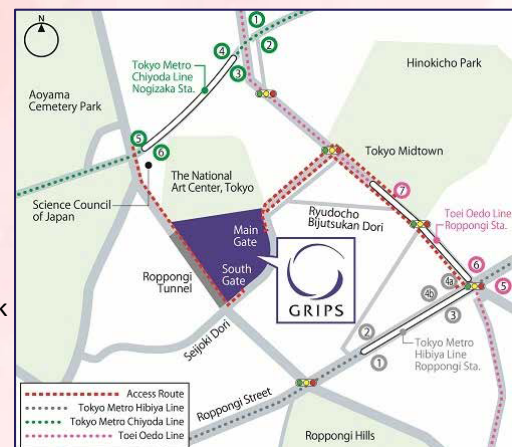 N
1
2
4
3
Tokyo Metro
Chiyoda Line
Nogizaka Sta.
Hinokicho Park
Aoyama
Cemetery Park
5
6
Tokyo Midtown
The National
Art Center, Tokyo
Science Council
of Japan
7
Ryudocho
Bijutsukan Dori
Toei Oedo Line
Roppongi Sta.
Main
Gate
South
Gate
GRIPS
Roppongi
Tunnel
6
5
4a
4b
3
k
Seijoki Dori
2
1
Tokyo Metro
Hibiya Line
Roppongi Sta.
Roppongi Street
Roppongi Hills
Access Route
Tokyo Metro Hibiya Line
Tokyo Metro Chiyoda Line
Toei Oedo Line